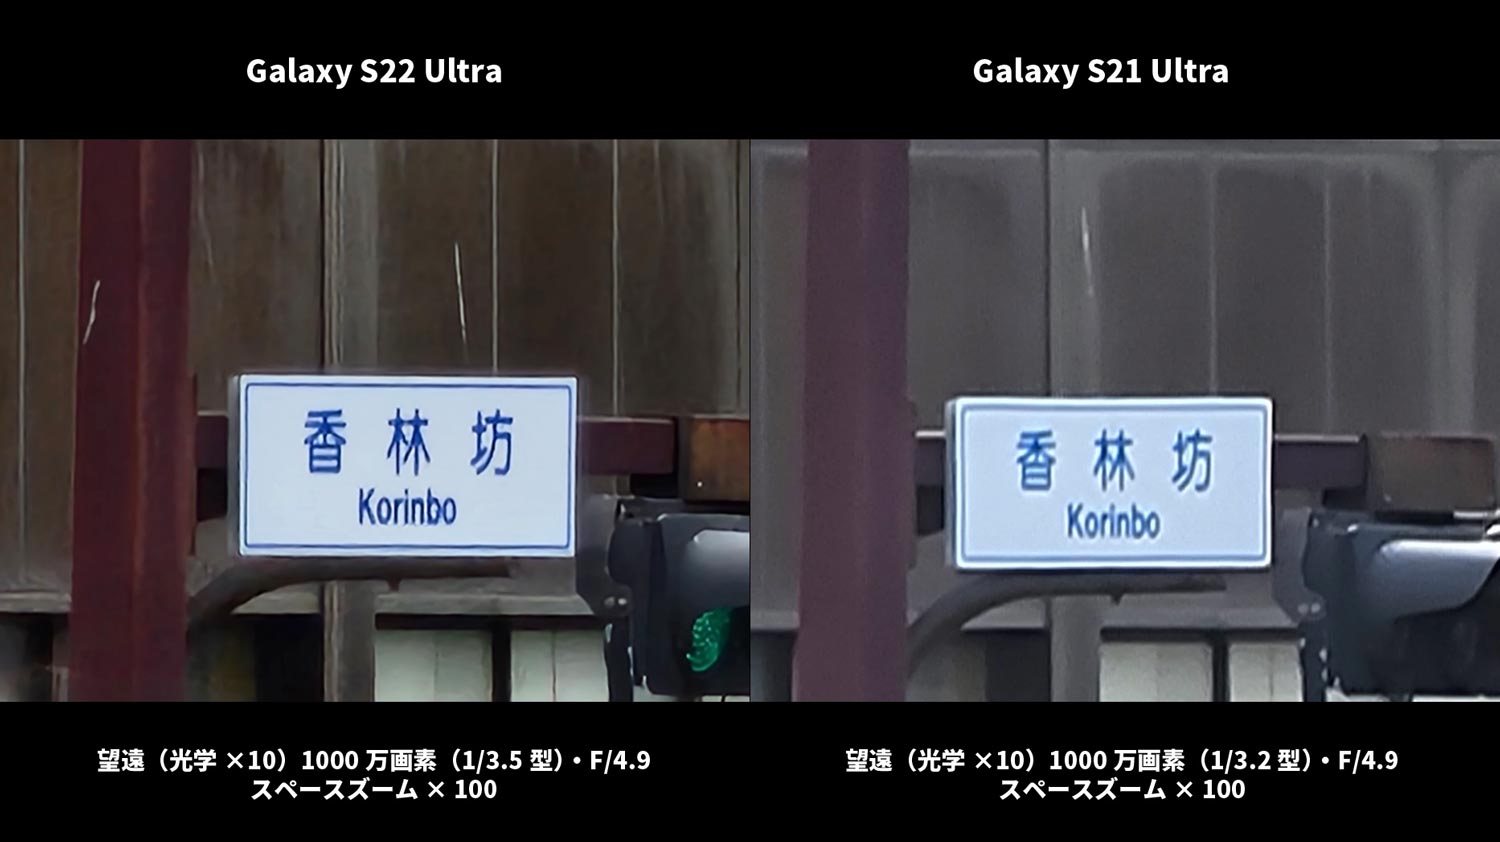 Galaxy S22 Ultra
Galaxy S21 Ultra
香林坊
Korinbo
香林坊
Korinbo
望遠（光学 ×10）1000 万画素（1/3.5 型）・F/4.9
スペースズーム × 100
望遠（光学 ×10）1000 万画素（1/3.2 型）・F/4.9
スペースズーム × 100